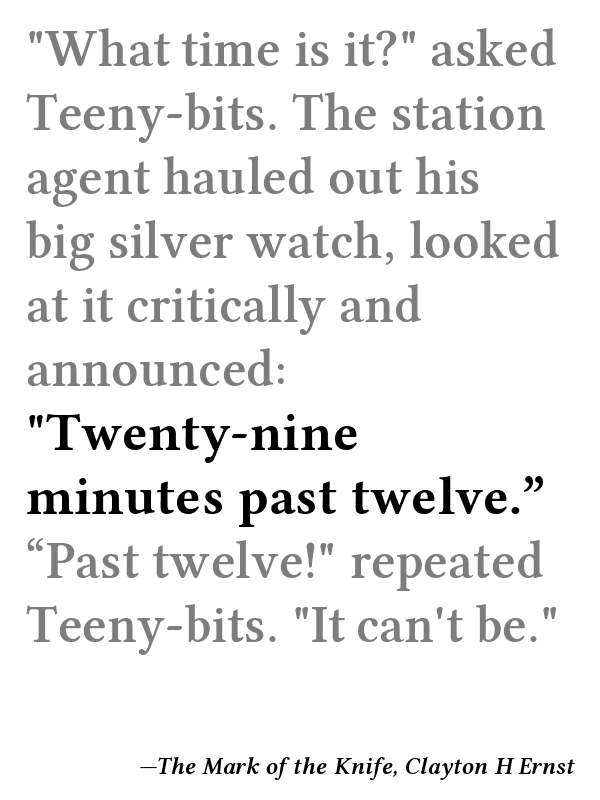 "What time is it?" asked
Teeny-bits. The station
agent hauled out his
big silver watch, looked
at it critically and
announced:
"Twenty-nine
minutes past twelve.”
“Past twelve!" repeated
Teeny-bits. "It can't be."
—The Mark of the Knife, Clayton H Ernst